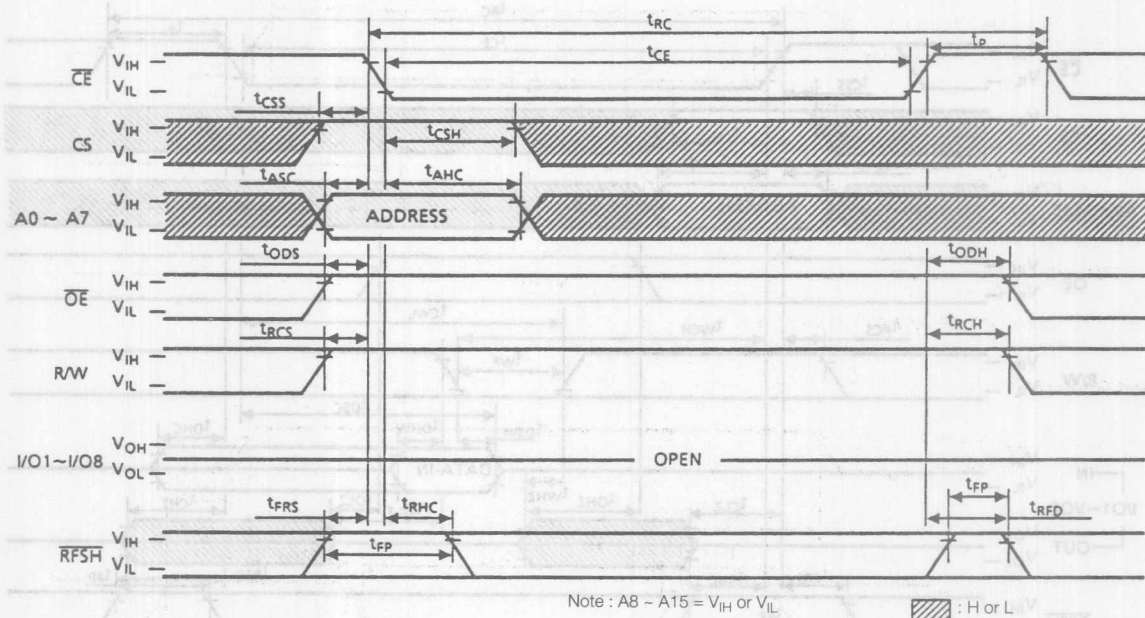 tRC
tP
tCE
CE
VIH
VIL
tCSS
tCSH
CS
VIH
VIL
tASC
tAHC
A0 ~ A7
VIH
VIL
ADDRESS
tODS
tODH
OE
VIH
VIL
tRCS
tRCH
R/W
VIH
VIL
I/O1~I/O8
VOH
VOL
OPEN
tFRS
tRHC
tFP
tRFD
tFP
RFSH
VIH
VIL
Note : A8 ~ A15 = VIH or VIL
: H or L